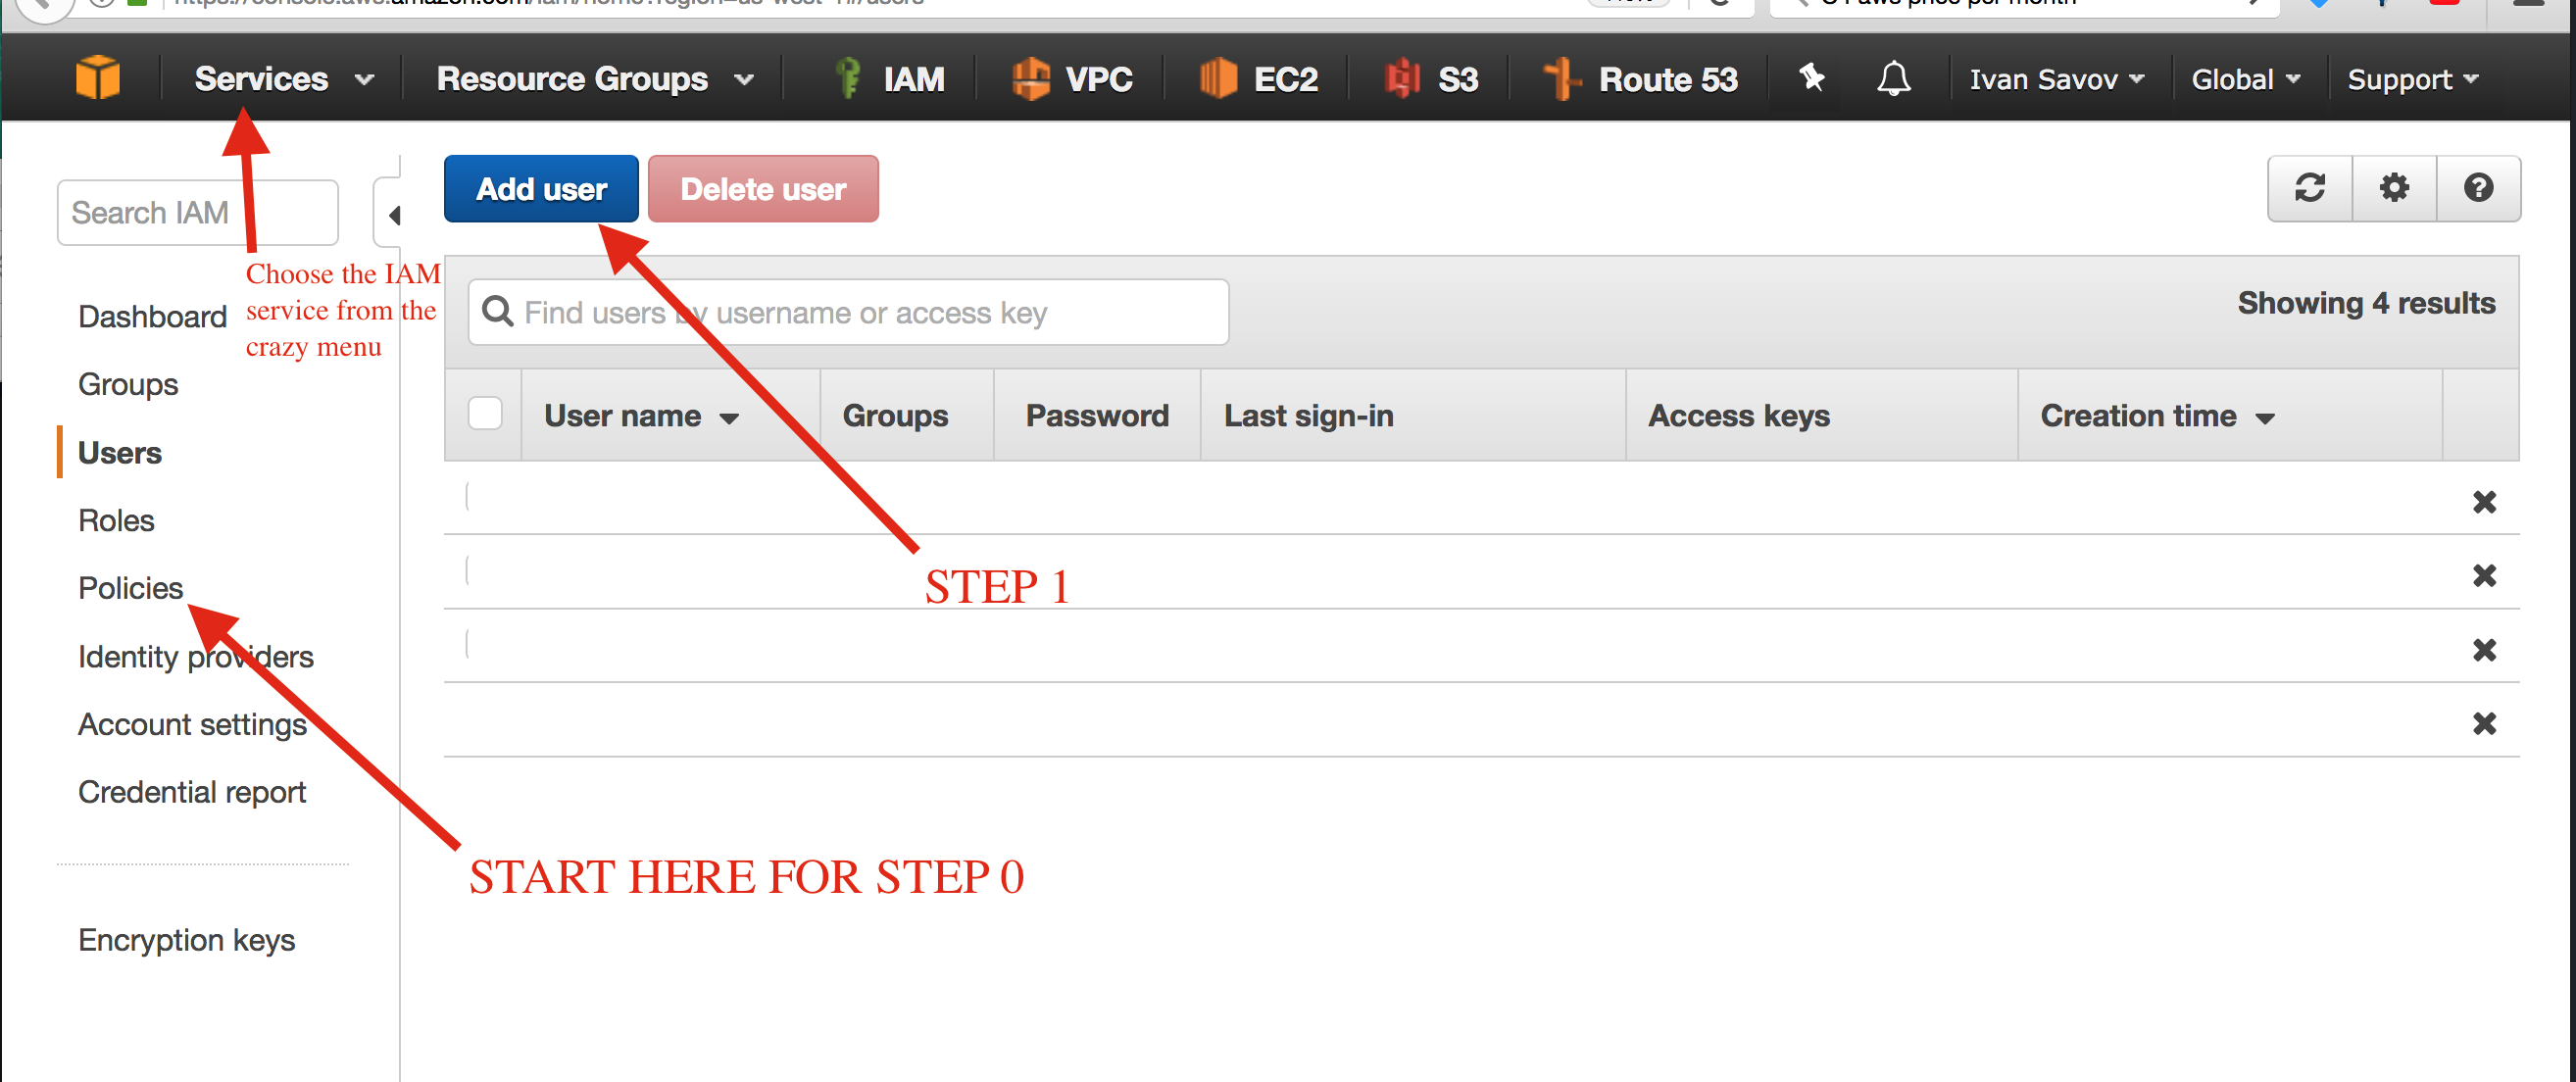 Services
Resource Groups
IAM
VPC
EC2
S3
Route 53
Ivan Savov
Global
Support
Search IAM
Add user
Delete user
Choose the IAM
service from the
crazy menu
Dashboard
Groups
Users
Roles
Policies
Identity providers
Account settings
Credential report
Encryption keys
Find users by username or access key
Showing 4 results
User name
Groups
Password
Last sign-in
Access keys
Creation time
STEP 1
START HERE FOR STEP 0